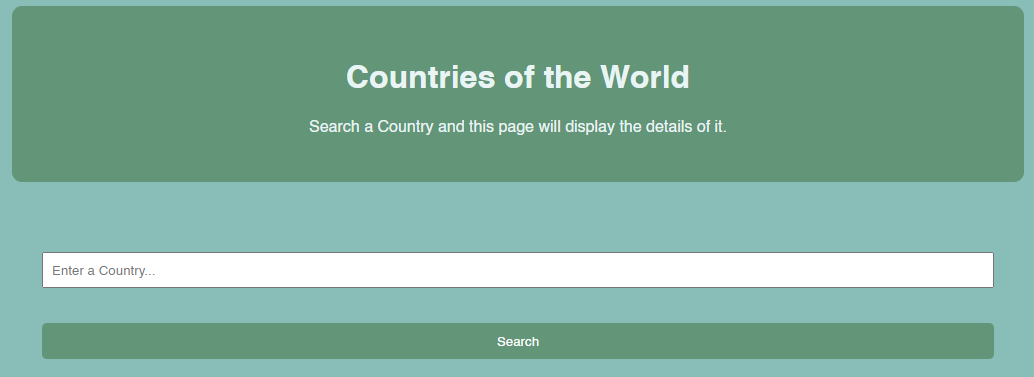 Countries of the World
Search a Country and this page will display the details of it.
Enter a Country...
Search